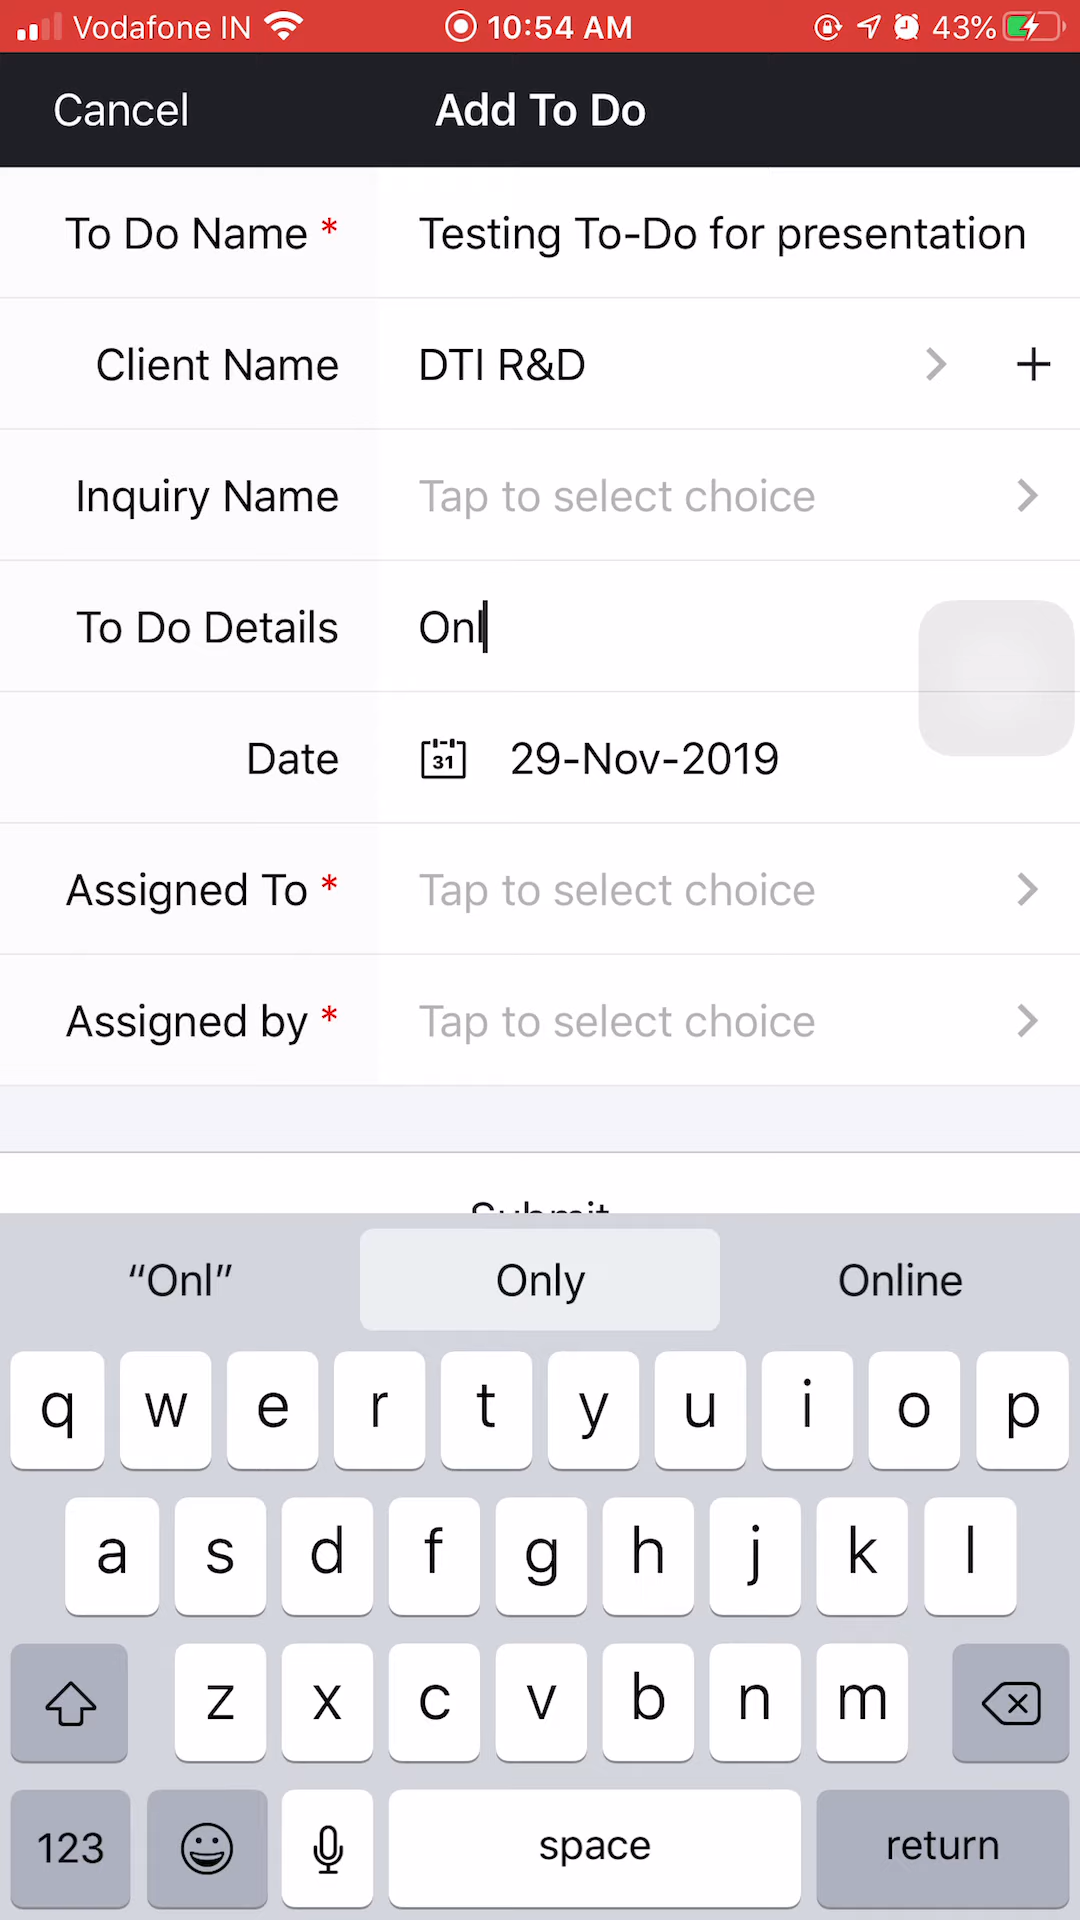 Vodafone IN 10:54 AM 43%
Cancel Add To Do
To Do Name * Testing To-Do for presentation
Client Name DTI R&D
Inquiry Name Tap to select choice
To Do Details Onl
Date 31 29-Nov-2019
Assigned To * Tap to select choice
Assigned by * Tap to select choice
Submit
“Onl” Only Online
q w e r t y u i o p
a s d f g h j k l
z x c v b n m
123 space return